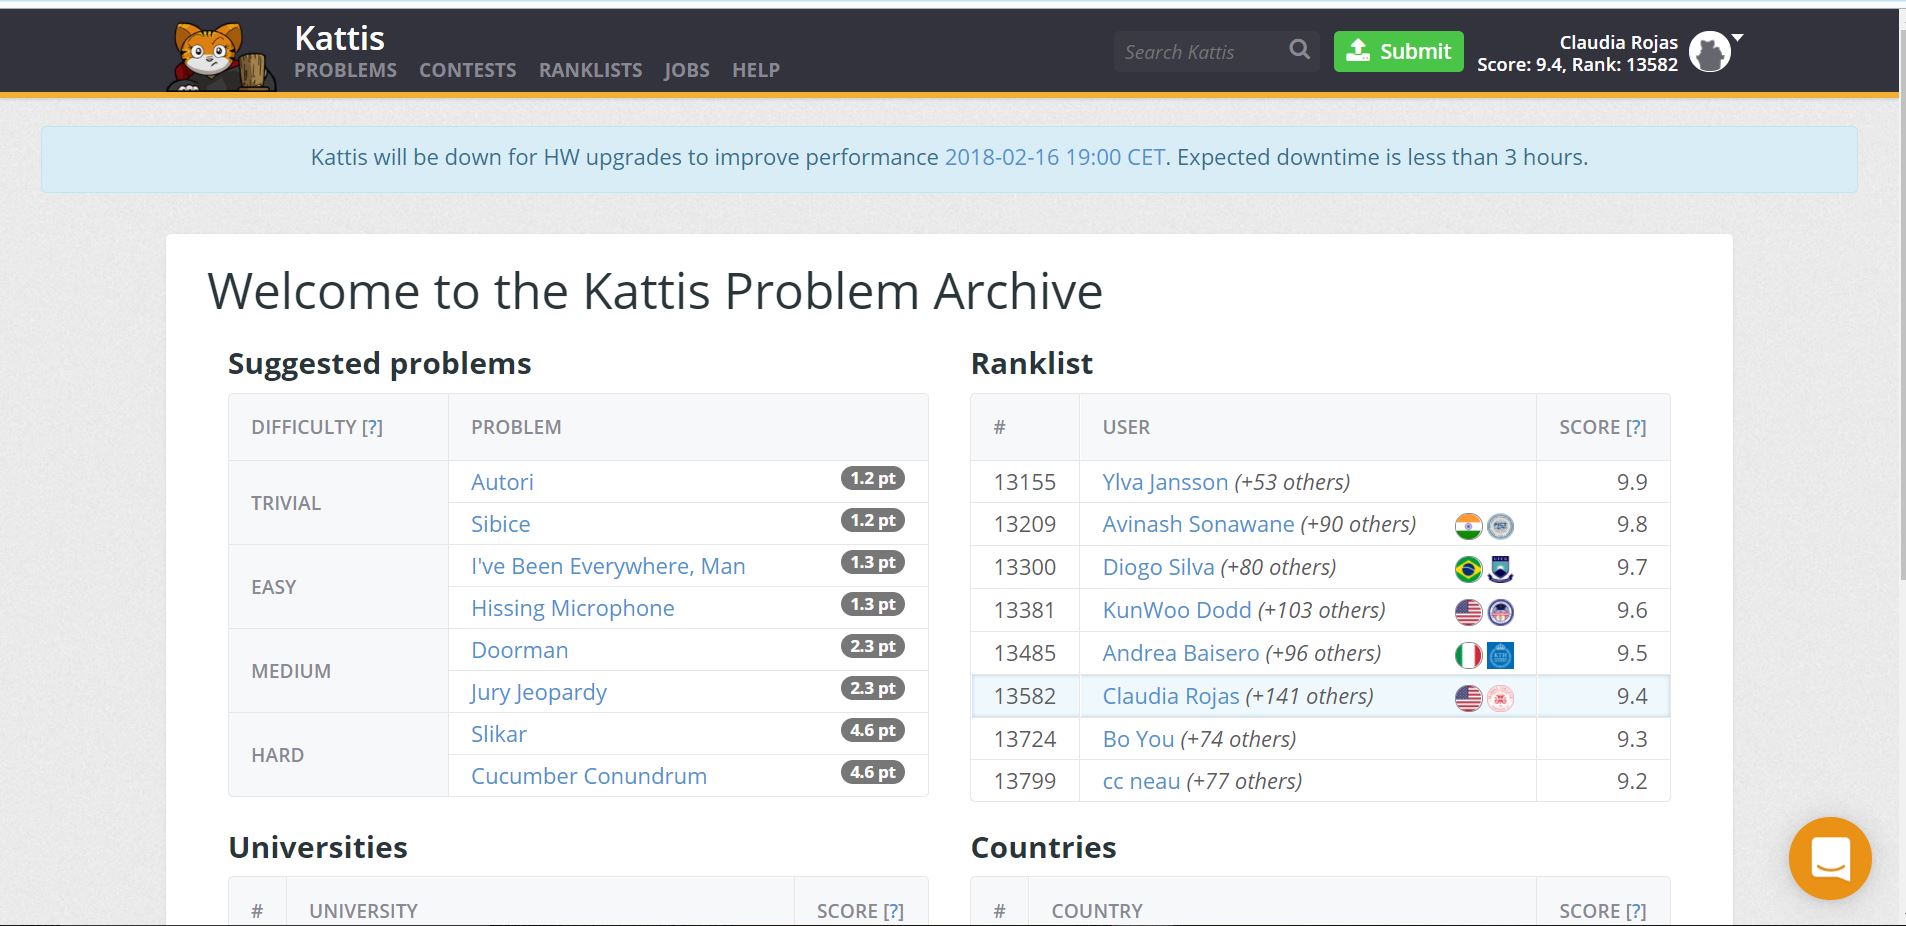 Kattis
PROBLEMS CONTESTS RANKLISTS JOBS HELP
Search Kattis
Submit
Claudia Rojas
Score: 9.4, Rank: 13582
Kattis will be down for HW upgrades to improve performance 2018-02-16 19:00 CET. Expected downtime is less than 3 hours.
Welcome to the Kattis Problem Archive
Suggested problems
DIFFICULTY [?] PROBLEM
TRIVIAL
Autori 1.2 pt
Sibice 1.2 pt
EASY
I've Been Everywhere, Man 1.3 pt
Hissing Microphone 1.3 pt
MEDIUM
Doorman 2.3 pt
Jury Jeopardy 2.3 pt
HARD
Slikar 4.6 pt
Cucumber Conundrum 4.6 pt
Ranklist
# USER SCORE [?]
13155 Ylva Jansson (+53 others) 9.9
13209 Avinash Sonawane (+90 others) 9.8
13300 Diogo Silva (+80 others) 9.7
13381 KunWoo Dodd (+103 others) 9.6
13485 Andrea Baisero (+96 others) 9.5
13582 Claudia Rojas (+141 others) 9.4
13724 Bo You (+74 others) 9.3
13799 cc neau (+77 others) 9.2
Universities
# UNIVERSITY SCORE [?]
Countries
# COUNTRY SCORE [?]